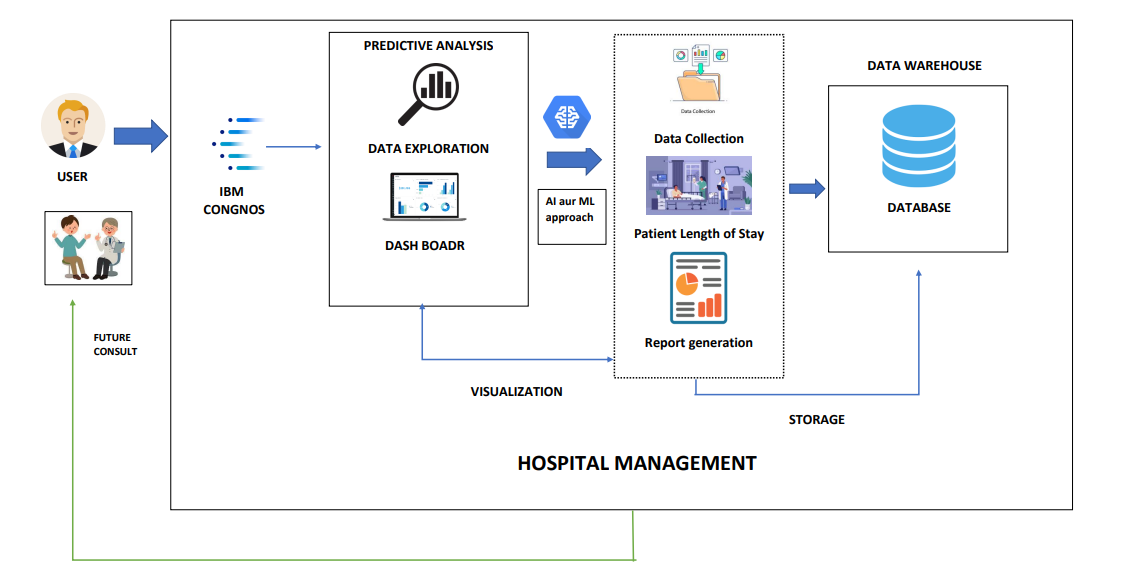 PREDICTIVE ANALYSIS
DATA WAREHOUSE
Data Collection
Data Collection
DATA EXPLORATION
USER
IBM
CONGNOS
AI aur ML
approach
DATABASE
Patient Length of Stay
DASH BOADR
FUTURE
CONSULT
Report generation
VISUALIZATION
STORAGE
HOSPITAL MANAGEMENT